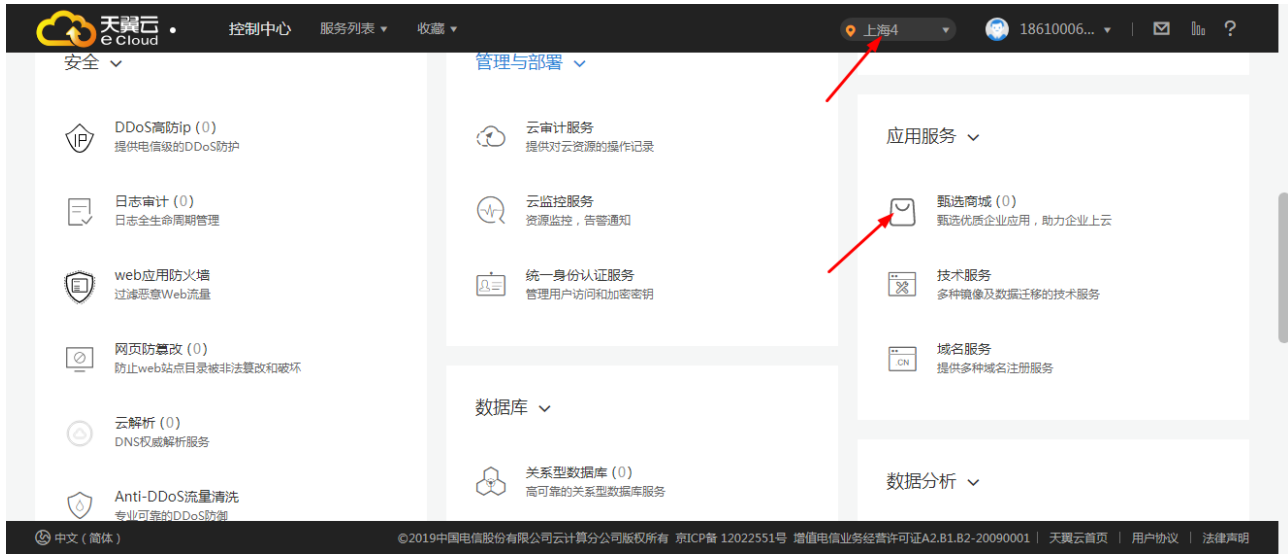 天翼云
e Cloud
控制中心
服务列表
收藏
上海4
18610006...
?
安全
IP
DDoS高防ip (0)
提供电信级的DDoS防护
日志审计 (0)
日志全生命周期管理
web应用防火墙
过滤恶意Web流量
网页防篡改 (0)
防止web站点目录被非法篡改和破坏
云解析 (0)
DNS权威解析服务
Anti-DDoS流量清洗
专业可靠的DDoS防御
管理与部署
云审计服务
提供对云资源的操作记录
云监控服务
资源监控，告警通知
统一身份认证服务
管理用户访问和加密密钥
数据库
关系型数据库 (0)
高可靠的关系型数据库服务
应用服务
甄选商城 (0)
甄选优质企业应用，助力企业上云
技术服务
多种镜像及数据迁移的技术服务
CN
域名服务
提供多种域名注册服务
数据分析
中文（简体）
©2019中国电信股份有限公司云计算分公司版权所有 京ICP备 12022551号 增值电信业务经营许可证A2.B1.B2-20090001 | 天翼云首页 | 用户协议 | 法律声明